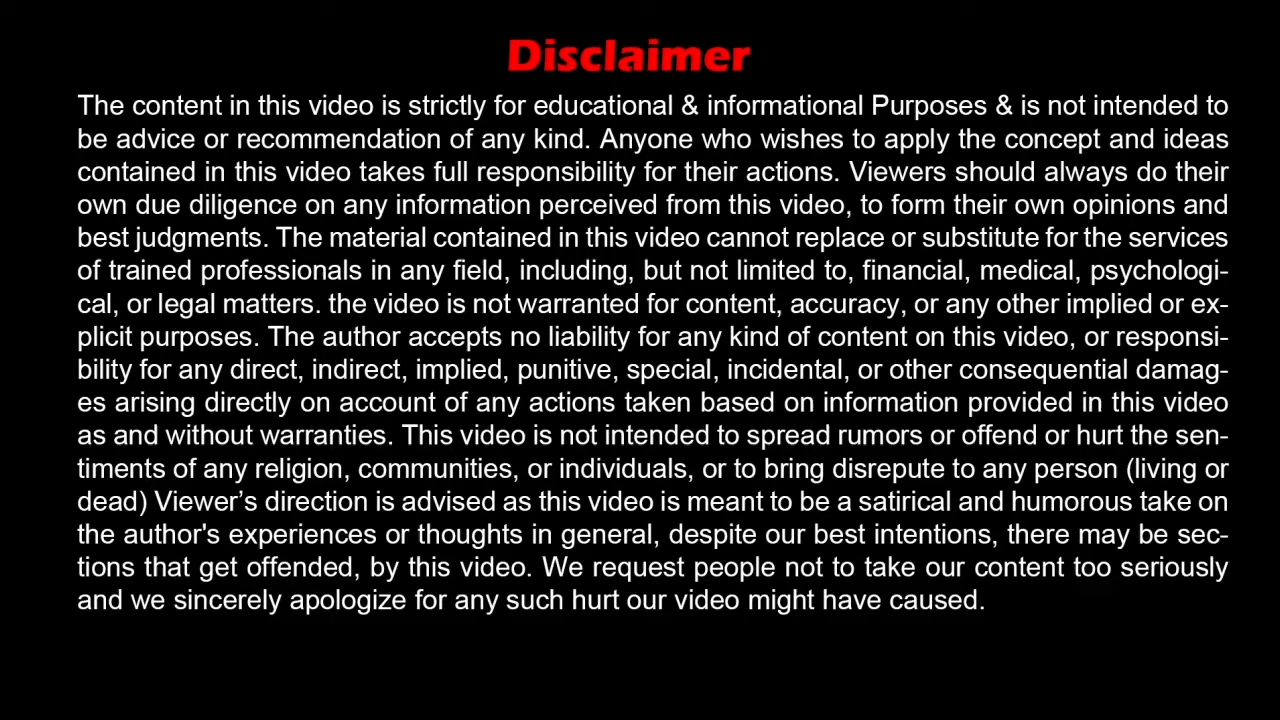 Disclaimer
The content in this video is strictly for educational & informational Purposes & is not intended to
be advice or recommendation of any kind. Anyone who wishes to apply the concept and ideas
contained in this video takes full responsibility for their actions. Viewers should always do their
own due diligence on any information perceived from this video, to form their own opinions and
best judgments. The material contained in this video cannot replace or substitute for the services
of trained professionals in any field, including, but not limited to, financial, medical, psychologi-
cal, or legal matters. the video is not warranted for content, accuracy, or any other implied or ex-
plicit purposes. The author accepts no liability for any kind of content on this video, or responsi-
bility for any direct, indirect, implied, punitive, special, incidental, or other consequential damag-
es arising directly on account of any actions taken based on information provided in this video
as and without warranties. This video is not intended to spread rumors or offend or hurt the sen-
timents of any religion, communities, or individuals, or to bring disrepute to any person (living or
dead) Viewer’s direction is advised as this video is meant to be a satirical and humorous take on
the author's experiences or thoughts in general, despite our best intentions, there may be sec-
tions that get offended, by this video. We request people not to take our content too seriously
and we sincerely apologize for any such hurt our video might have caused.